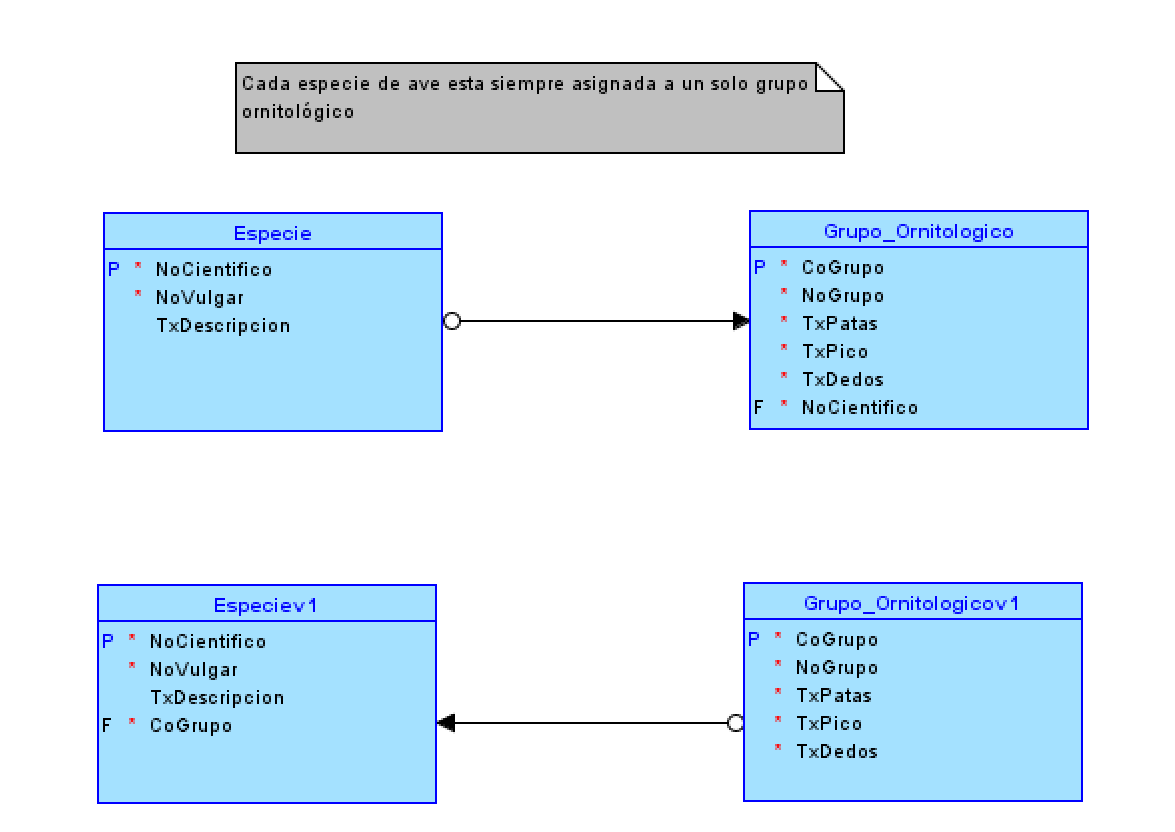 Cada especie de ave esta siempre asignada a un solo grupo
ornitológico
Especie
P * NoCientifico
* NoVulgar
TxDescripcion
Grupo_Ornitologico
P * CoGrupo
* NoGrupo
* TxPatas
* TxPico
* TxDedos
F * NoCientifico
Especiev1
P * NoCientifico
* NoVulgar
TxDescripcion
F * CoGrupo
Grupo_Ornitologicov1
P * CoGrupo
* NoGrupo
* TxPatas
* TxPico
* TxDedos